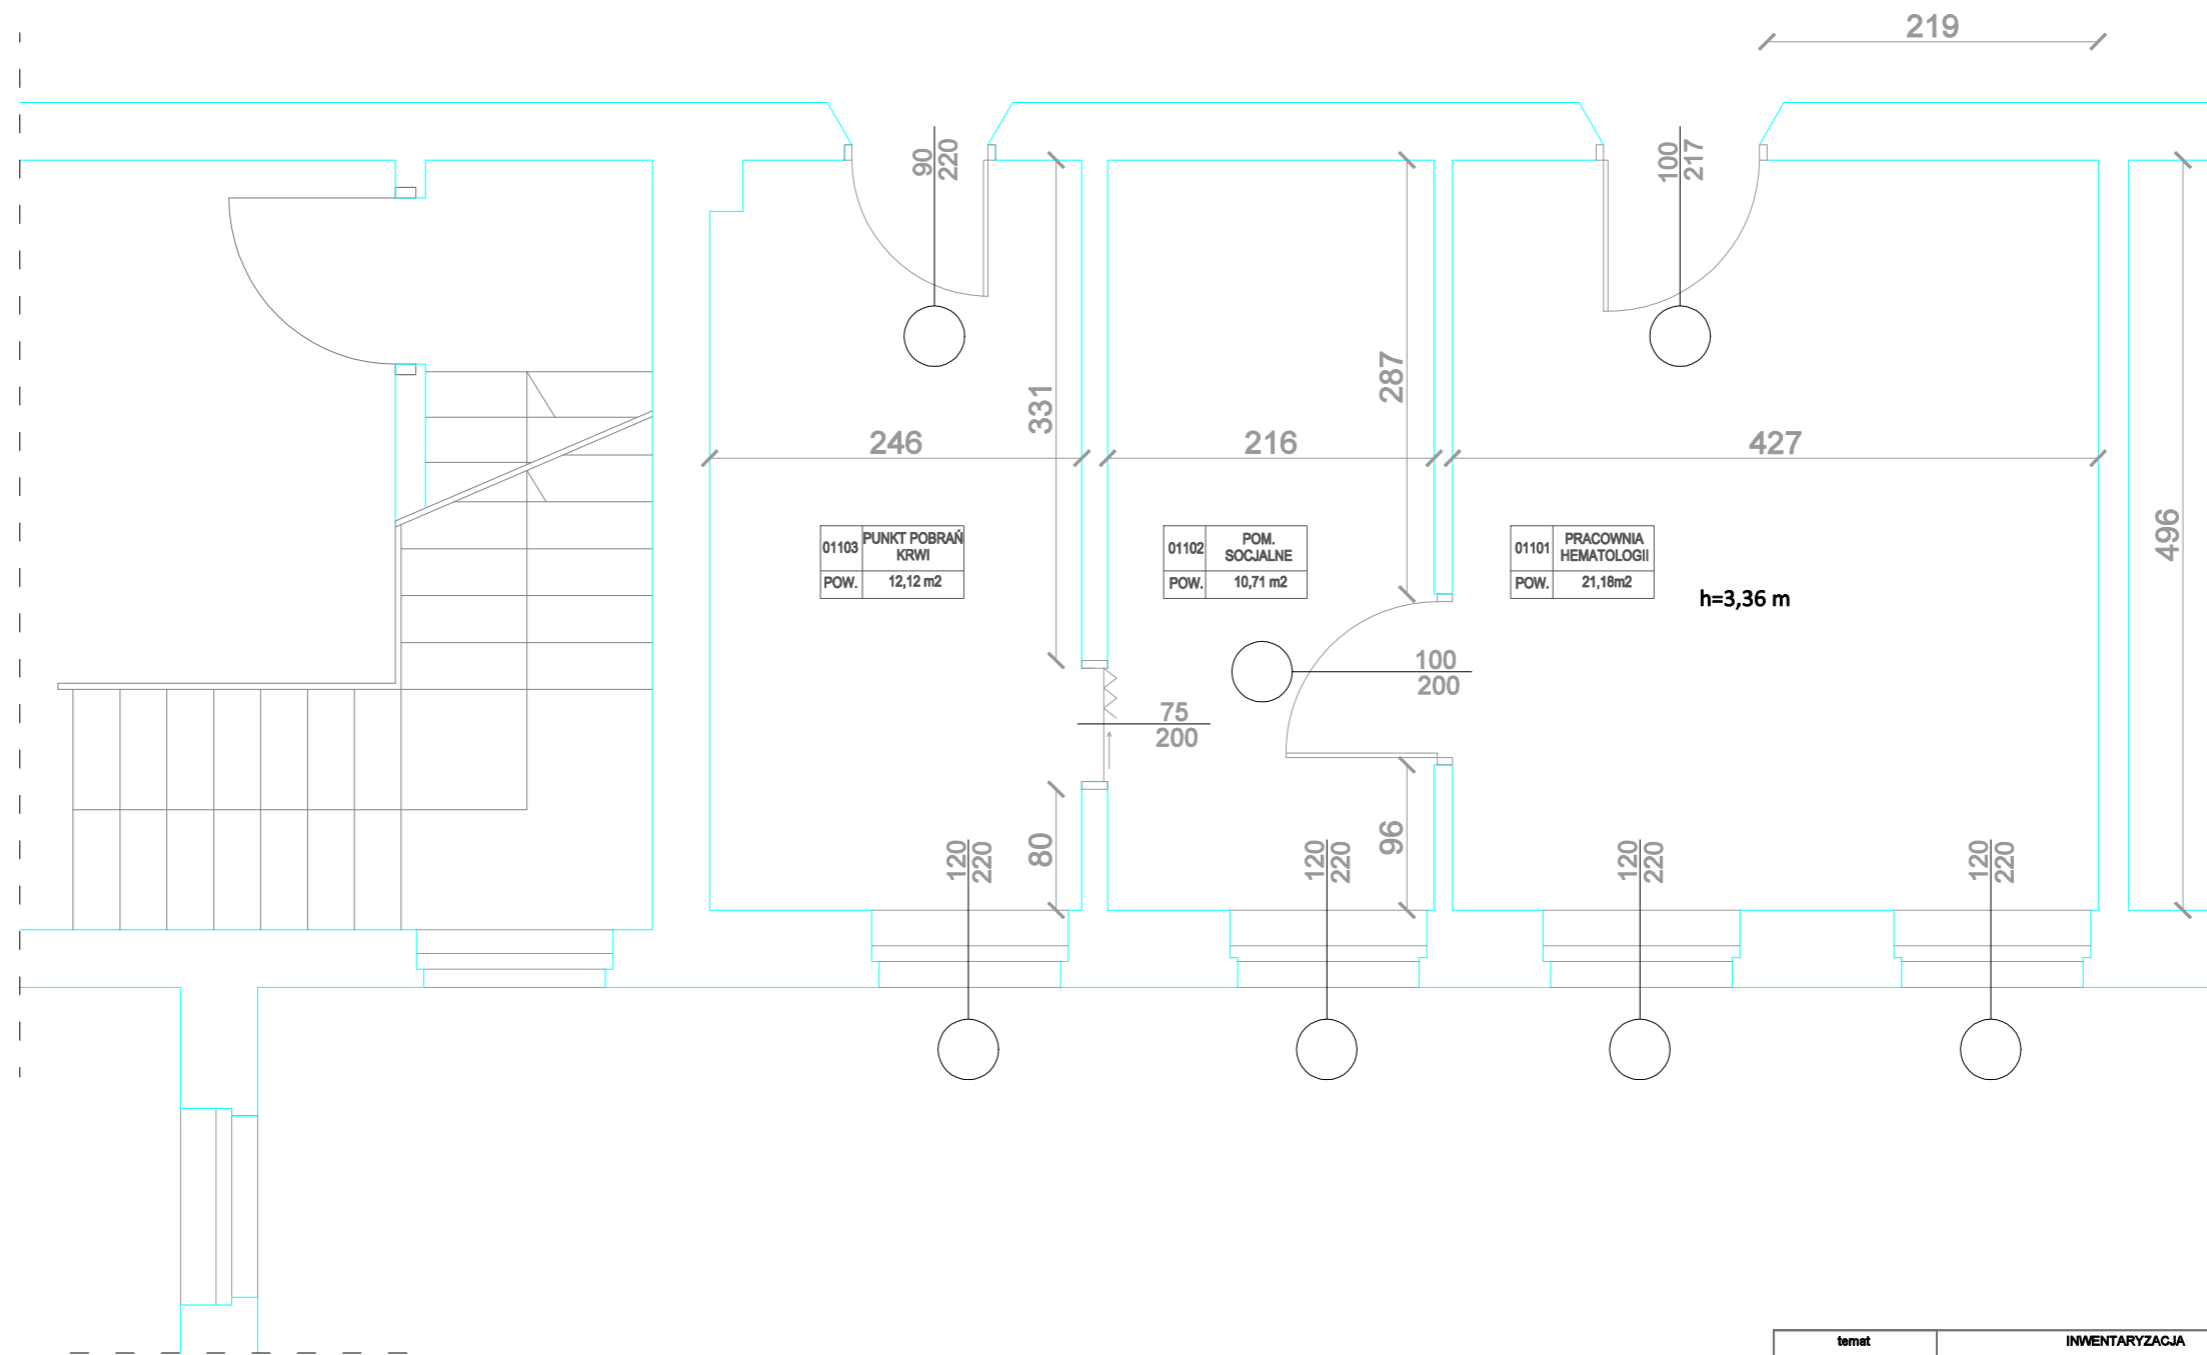 219
90
220
100
217
331
287
246
216
427
496
01103 PUNKT POBRAŃ
KRWI
POW. 12,12 m2
01102 POM.
SOCJALNE
POW. 10,71 m2
01101 PRACOWNIA
HEMATOLOGII
POW. 21,18m2
h=3,36 m
100
200
75
200
80
96
120
220
120
220
120
220
120
220
temat INWENTARYZACJA